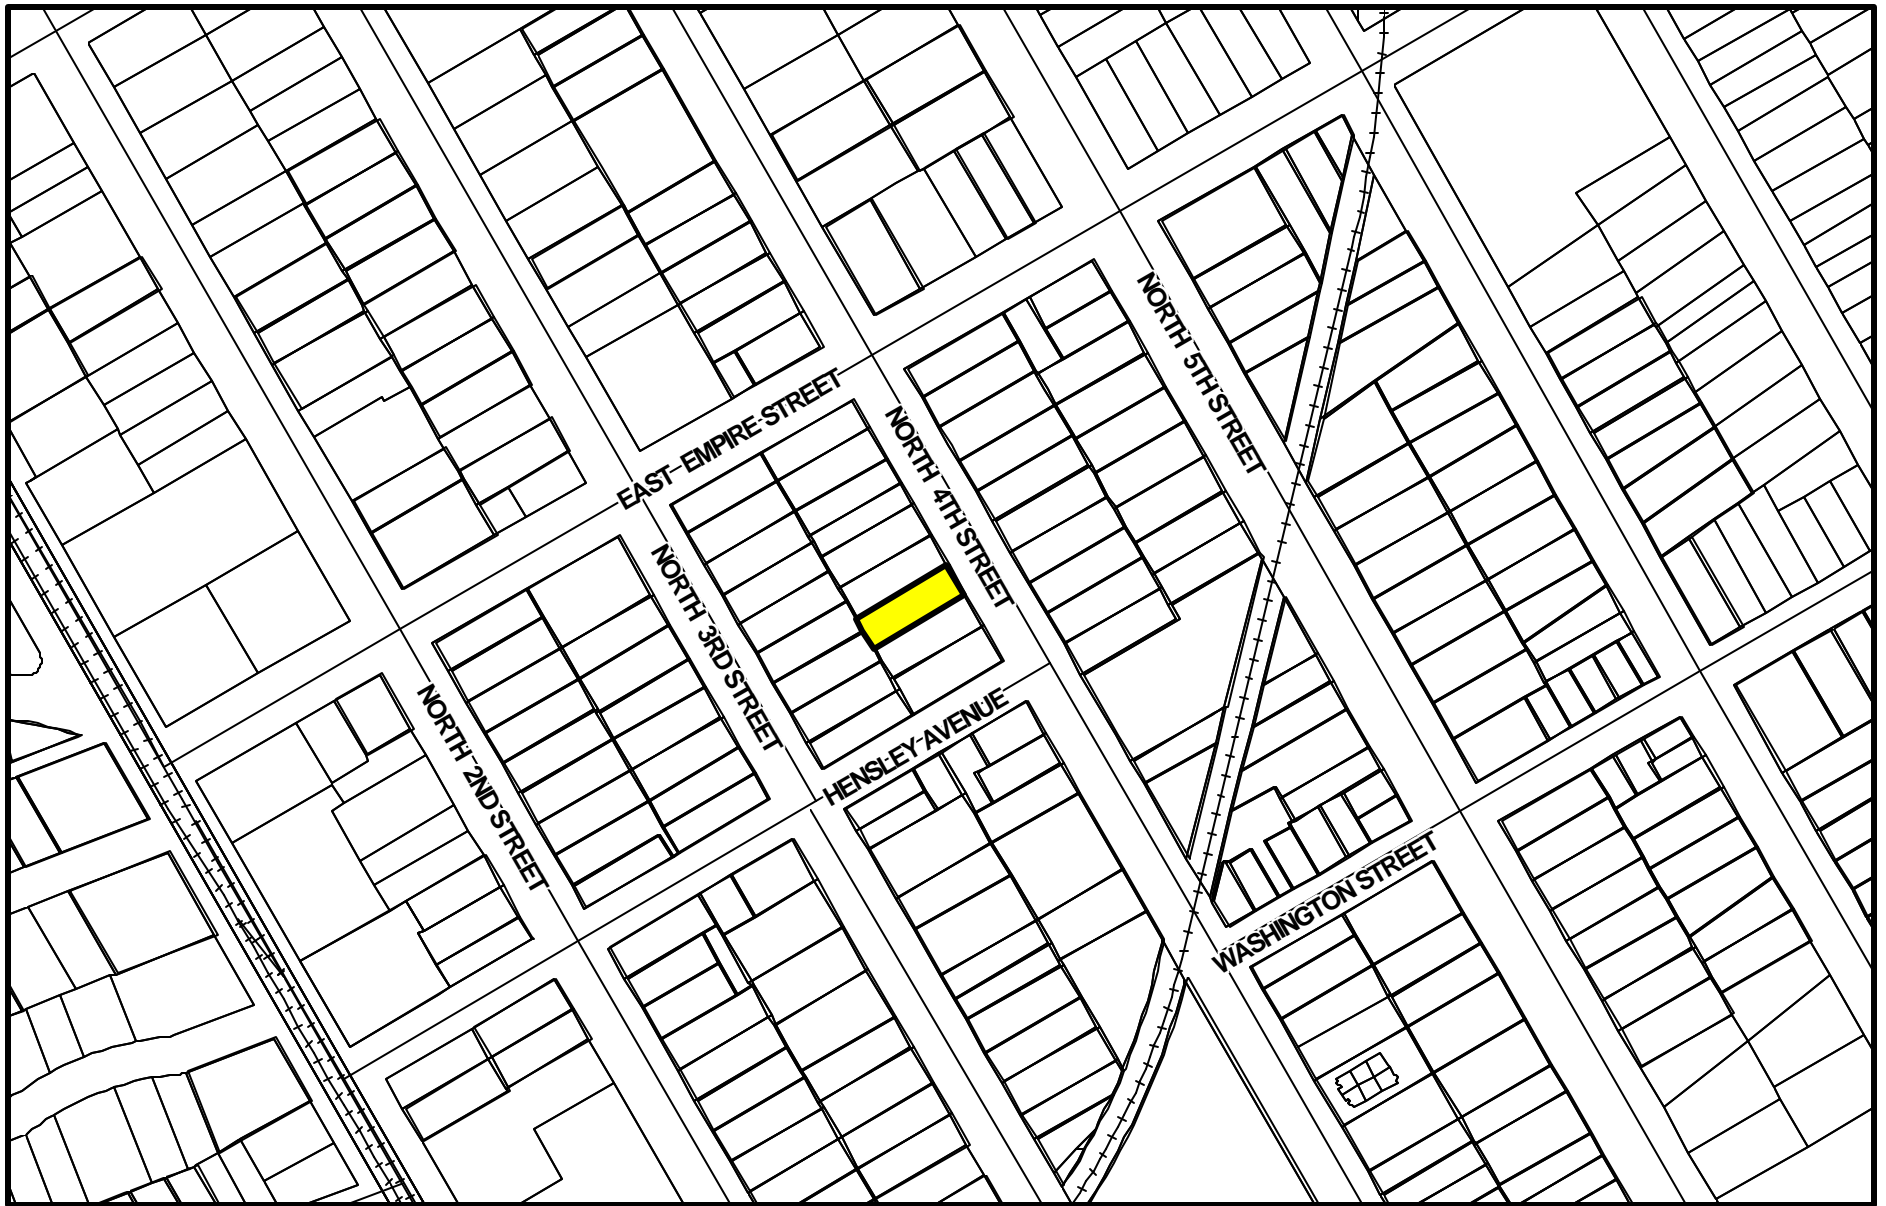 NORTH 5TH STREET
EAST EMPIRE STREET
NORTH 4TH STREET
NORTH 3RD STREET
NORTH 2ND STREET
HENSLEY AVENUE
WASHINGTON STREET